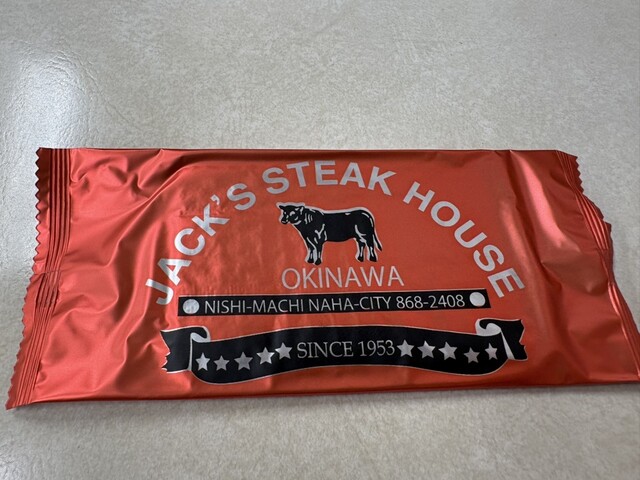 JACK'S STEAK HOUSE
OKINAWA
NISHI-MACHI NAHA-CITY 868-2408
SINCE 1953